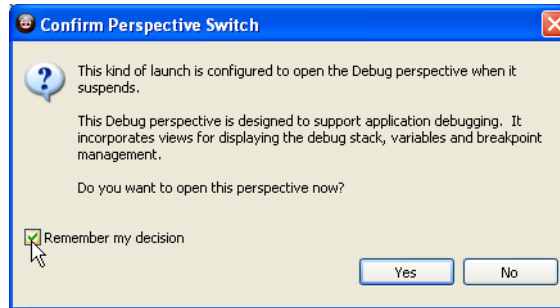 Confirm Perspective Switch
This kind of launch is configured to open the Debug perspective when it
suspends.
This Debug perspective is designed to support application debugging. It
incorporates views for displaying the debug stack, variables and breakpoint
management.
Do you want to open this perspective now?
Remember my decision
Yes No